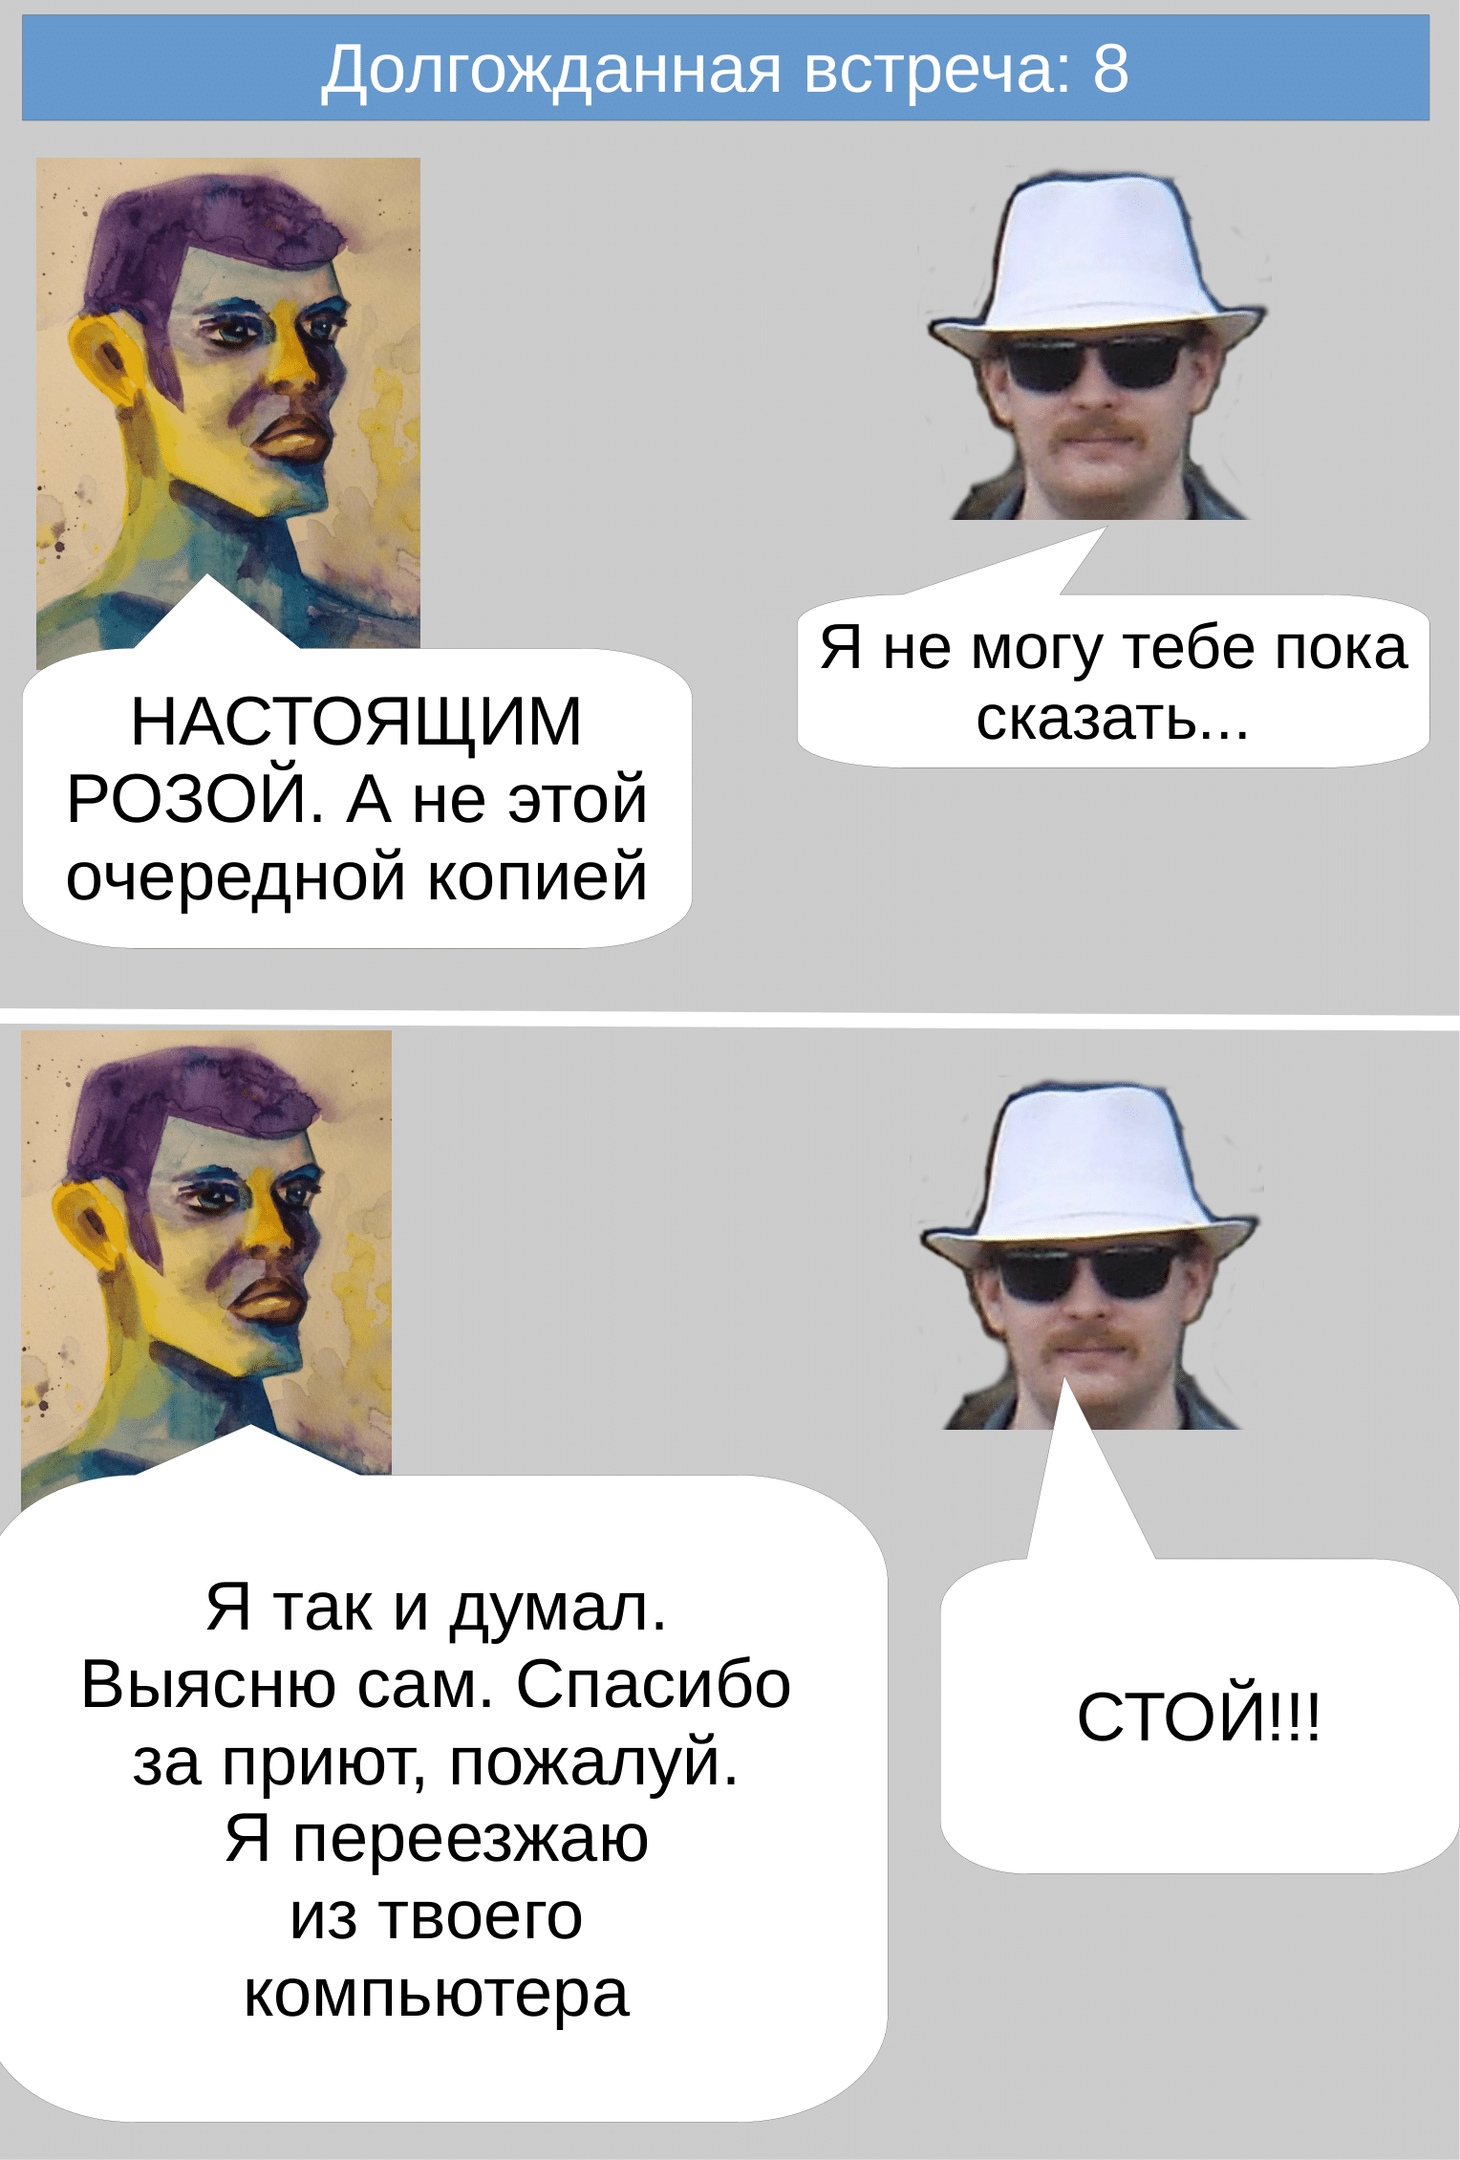 Долгожданная встреча: 8
НАСТОЯЩИМ
РОЗОЙ. А не этой
очередной копией
Я не могу тебе пока
сказать...
Я так и думал.
Выясню сам. Спасибо
за приют, пожалуй.
Я переезжаю
из твоего
компьютера
СТОЙ!!!